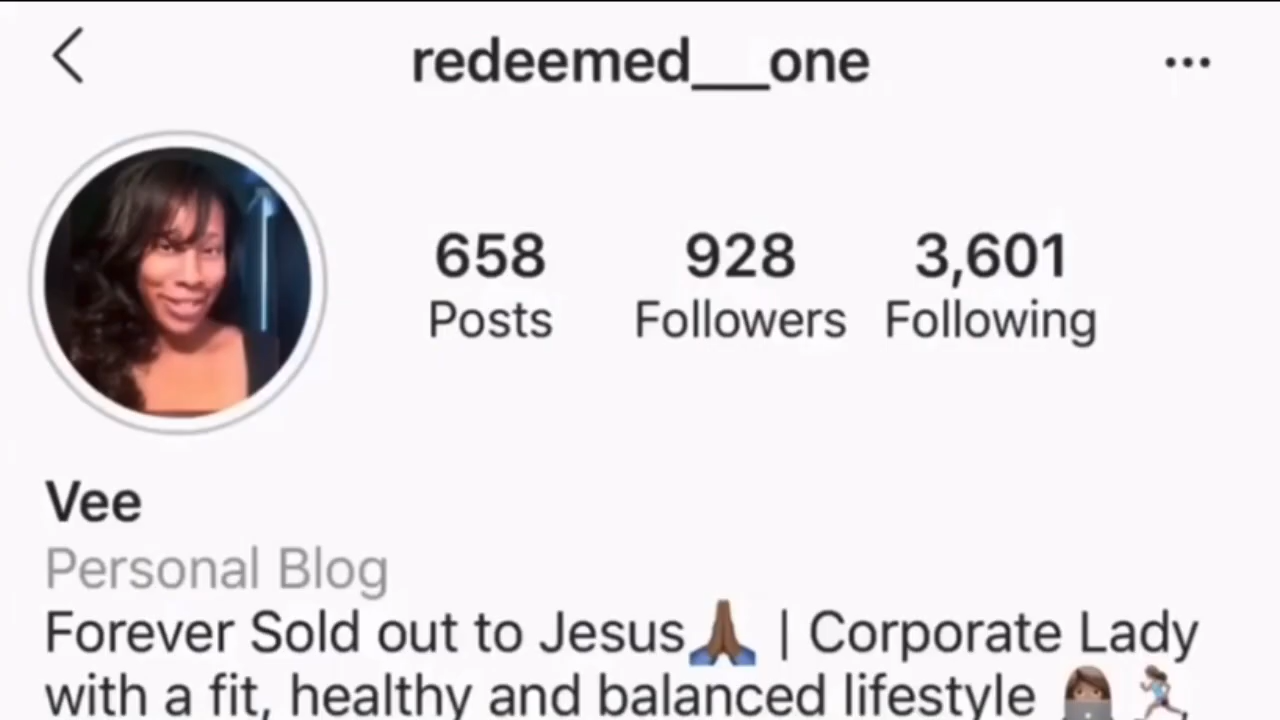 redeemed___one
658 928 3,601
Posts Followers Following
Vee
Personal Blog
Forever Sold out to Jesus🙏🏾 | Corporate Lady
with a fit, healthy and balanced lifestyle 👩🏽‍💻 🏃🏽‍♀️